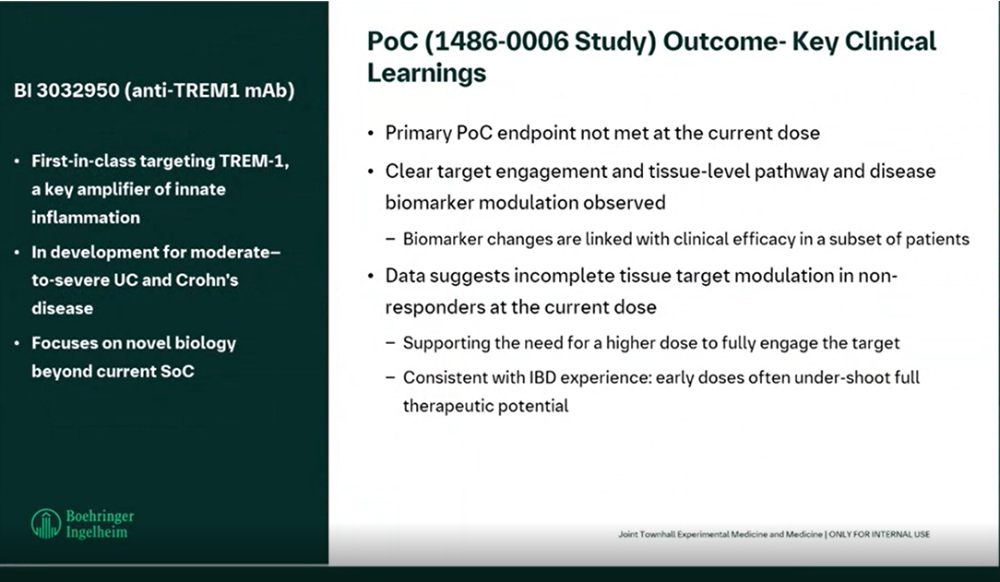 BI 3032950 (anti-TREM1 mAb)
• First-in-class targeting TREM-1,
a key amplifier of innate
inflammation
• In development for moderate–
to-severe UC and Crohn's
disease
• Focuses on novel biology
beyond current SoC
Boehringer
Ingelheim
PoC (1486-0006 Study) Outcome- Key Clinical
Learnings
• Primary PoC endpoint not met at the current dose
• Clear target engagement and tissue-level pathway and disease
biomarker modulation observed
– Biomarker changes are linked with clinical efficacy in a subset of patients
• Data suggests incomplete tissue target modulation in non-
responders at the current dose
– Supporting the need for a higher dose to fully engage the target
– Consistent with IBD experience: early doses often under-shoot full
therapeutic potential
Joint Townhall Experimental Medicine and Medicine | ONLY FOR INTERNAL USE